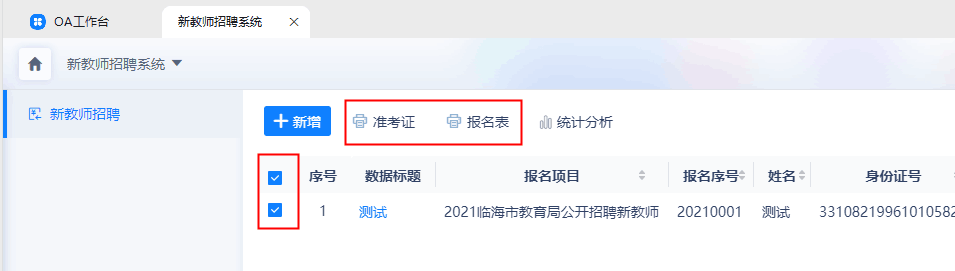 OA工作台 新教师招聘系统
新教师招聘系统
新教师招聘
新增 准考证 报名表 统计分析
序号 数据标题 报名项目 报名序号 姓名 身份证号
1 测试 2021临海市教育局公开招聘新教师 20210001 测试 33108219961010582